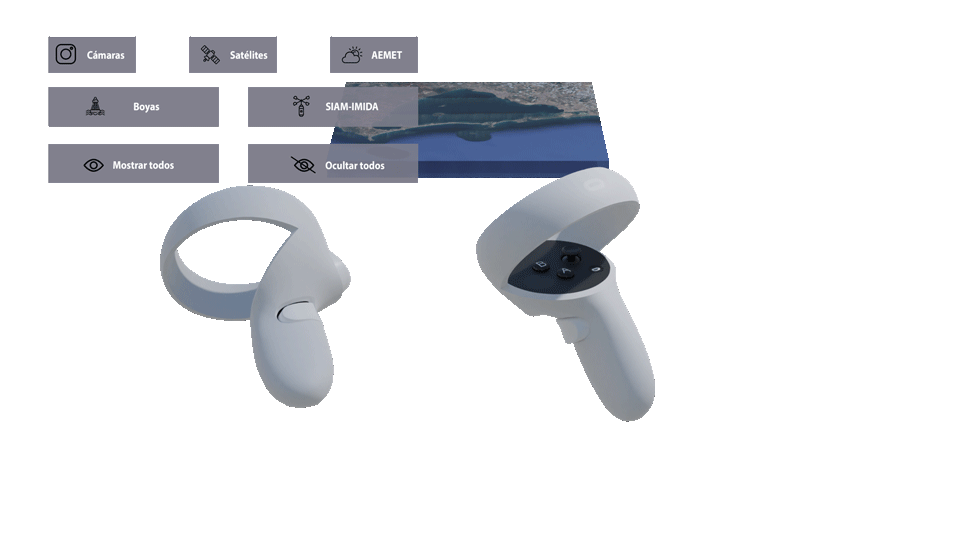 Cámaras
Satélites
AEMET
Boyas
SIAM-IMIDA
Mostrar todos
Ocultar todos